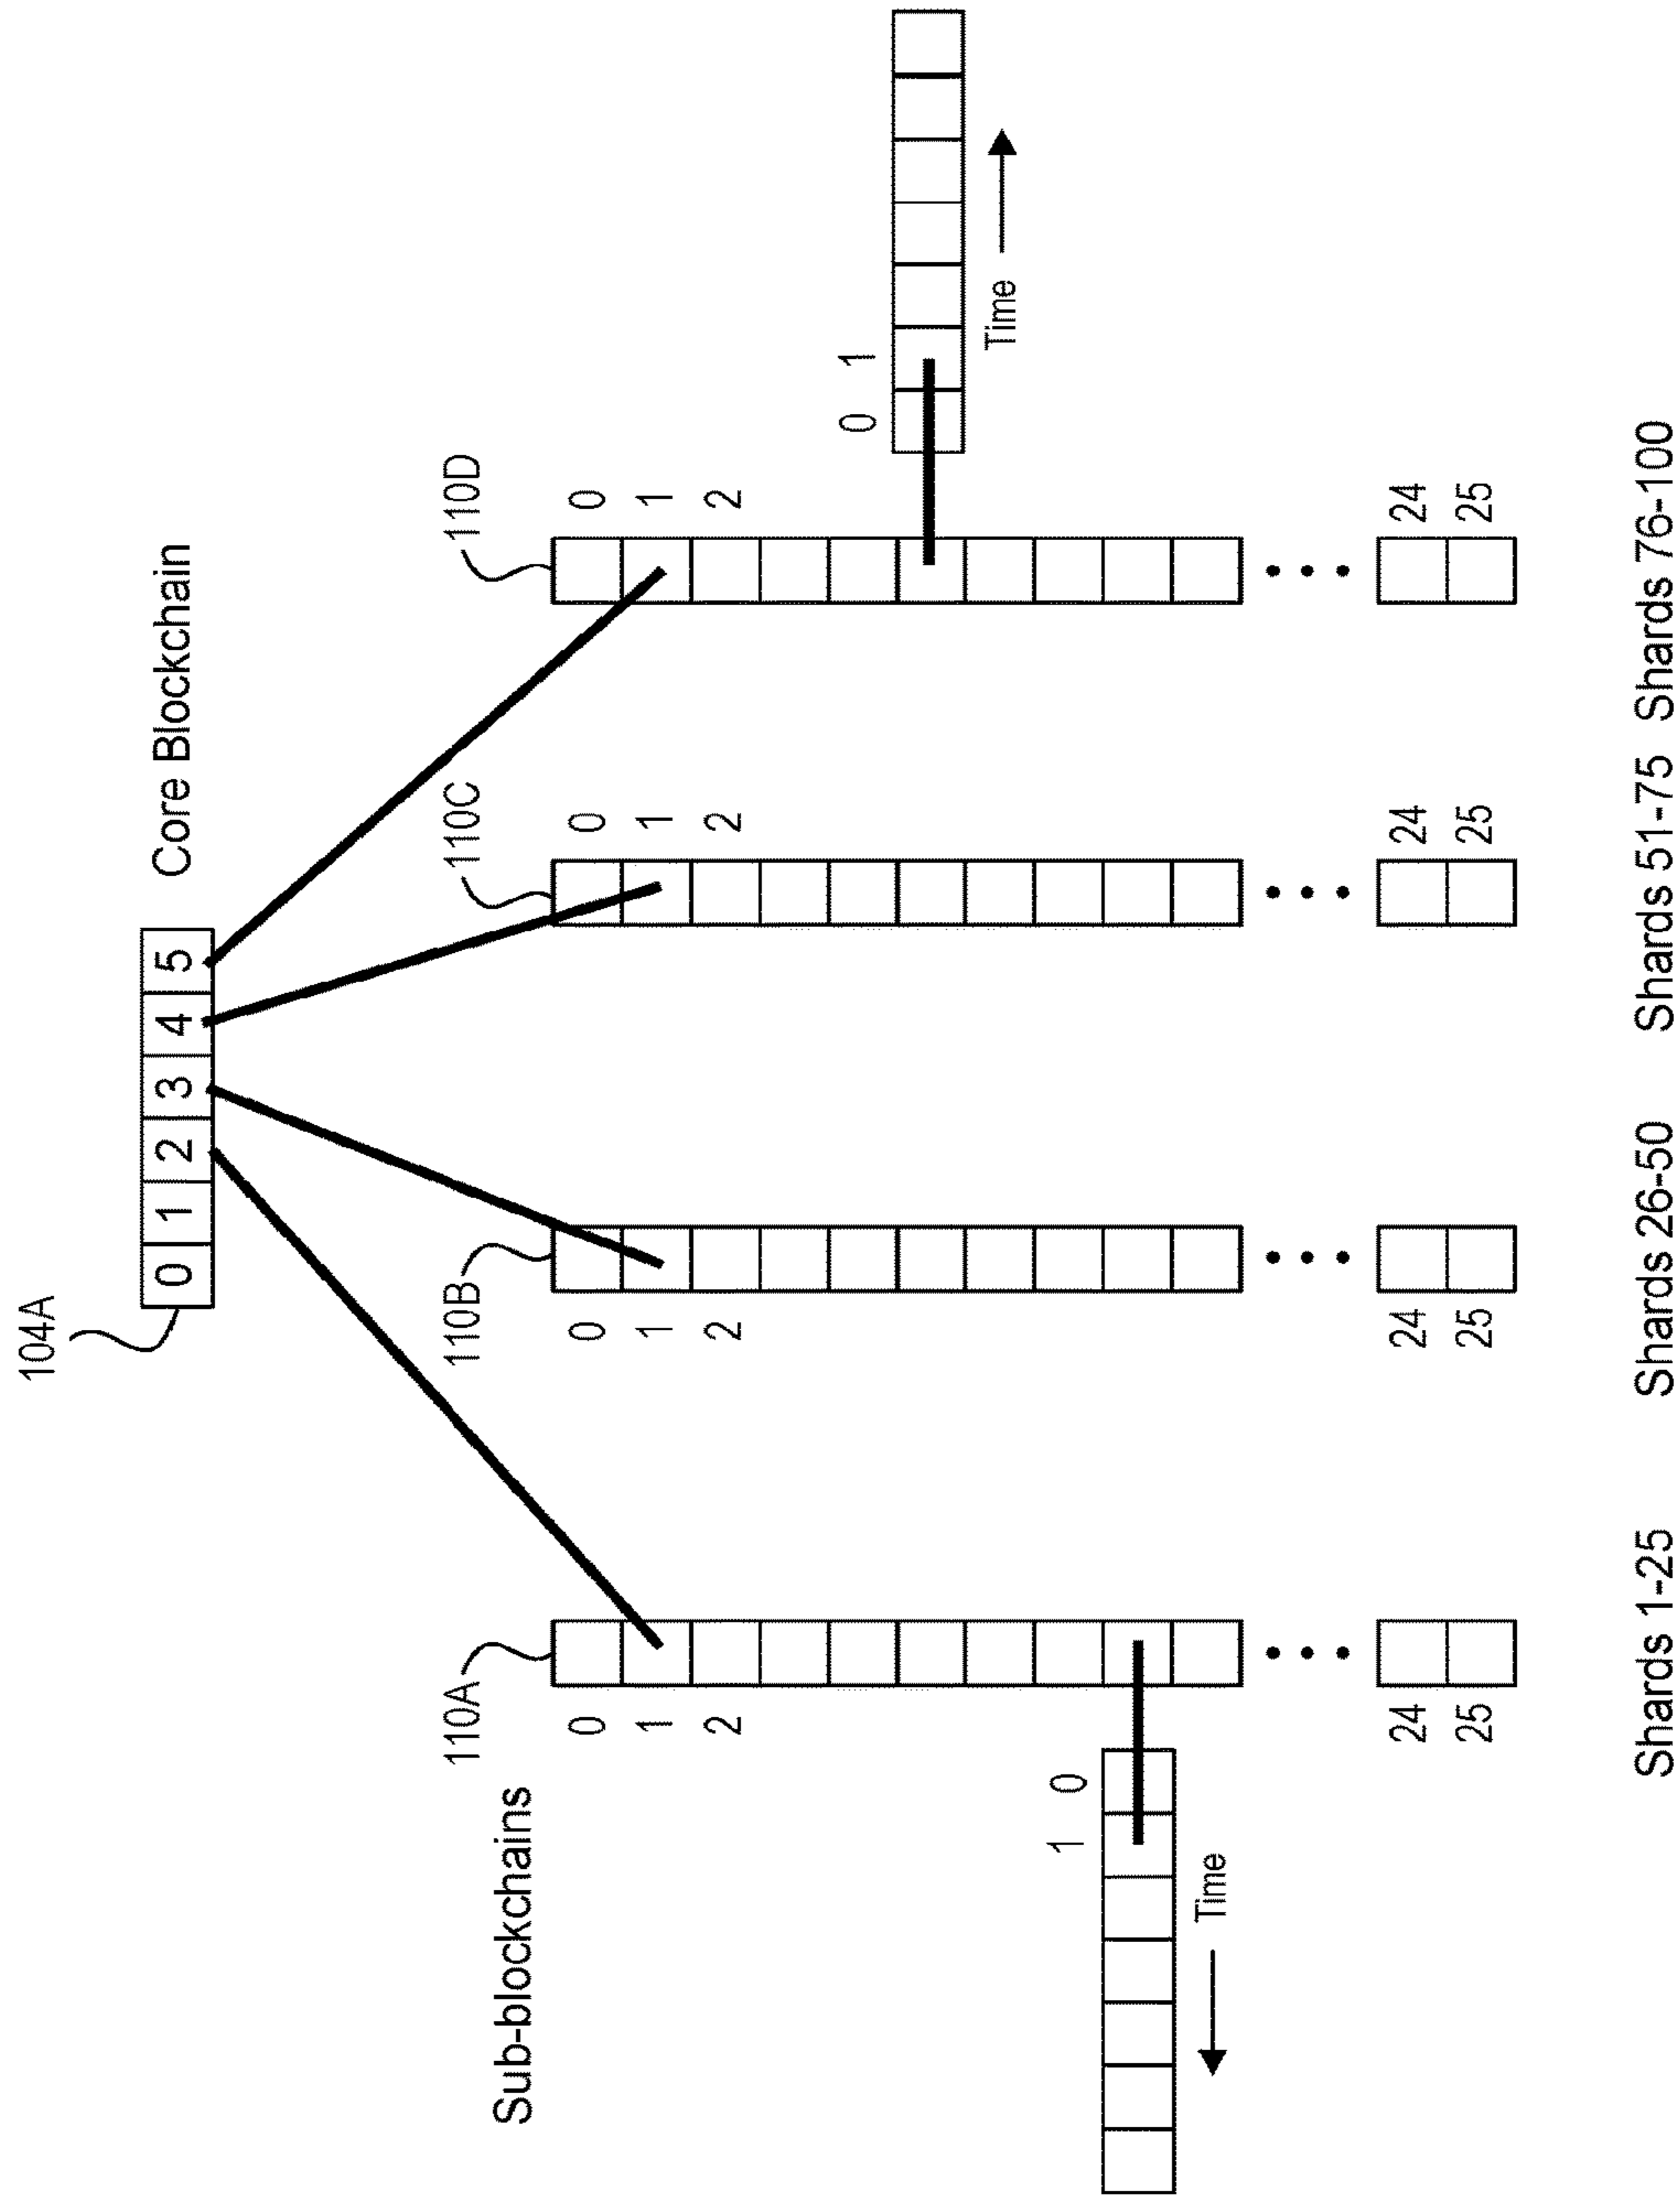 104A
0 1 2 3 4 5
Core Blockchain
Sub-blockchains
110A
110B
110C
110D
0
1
2
24
25
0
1
2
24
25
0
1
2
24
25
0
1
2
24
25
0 1
Time
1 0
Time
Shards 1-25
Shards 26-50
Shards 51-75
Shards 76-100